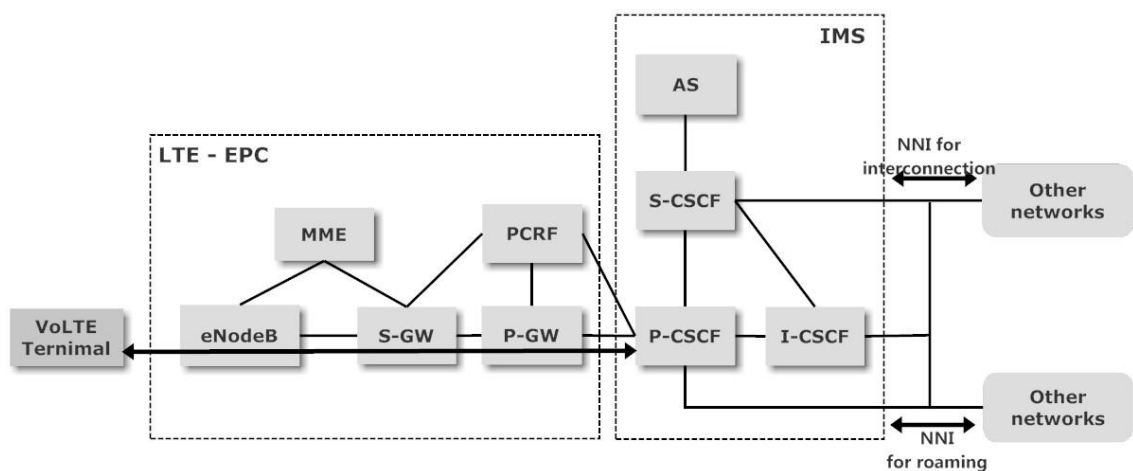 IMS
AS
LTE - EPC
NNI for
interconnection
S-CSCF
Other
networks
MME
PCRF
VoLTE
Ternimal
eNodeB
S-GW
P-GW
P-CSCF
I-CSCF
Other
networks
NNI
for roaming